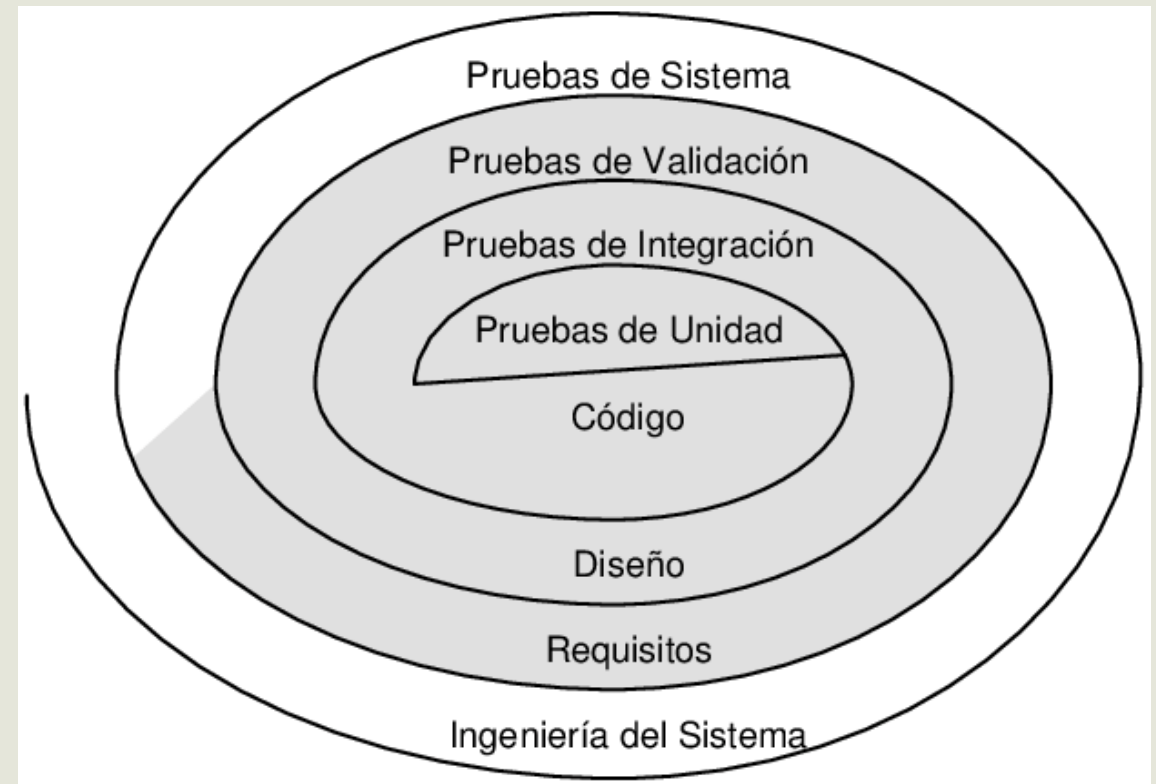 Pruebas de Sistema
Pruebas de Validación
Pruebas de Integración
Pruebas de Unidad
Código
Diseño
Requisitos
Ingeniería del Sistema